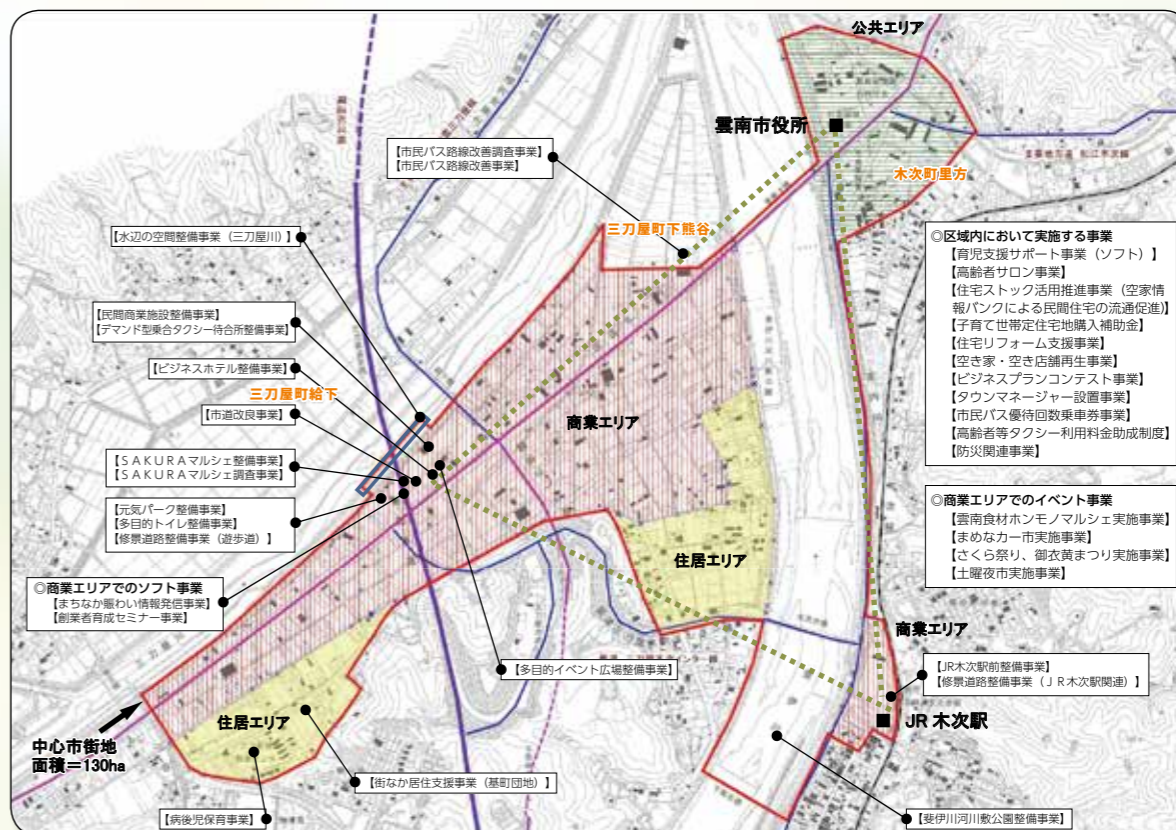 公共エリア
雲南市役所
木次町里方
【市民バス路線改善調査事業】
【市民バス路線改善事業】
三刀屋町下熊谷
【水辺の空間整備事業（三刀屋川）】
【民間商業施設整備事業】
【デマンド型乗合タクシー待合所整備事業】
【ビジネスホテル整備事業】
三刀屋町給下
【市道改良事業】
【ＳＡＫＵＲＡマルシェ整備事業】
【ＳＡＫＵＲＡマルシェ調査事業】
【元気パーク整備事業】
【多目的トイレ整備事業】
【修景道路整備事業（遊歩道）】
◎商業エリアでのソフト事業
【まちなか賑わい情報発信事業】
【創業者育成セミナー事業】
商業エリア
住居エリア
【多目的イベント広場整備事業】
住居エリア
中心市街地
面積＝130ha
【街なか居住支援事業（基町団地）】
【病後児保育事業】
◎区域内において実施する事業
【育児支援サポート事業（ソフト）】
【高齢者サロン事業】
【住宅ストック活用推進事業（空家情
報バンクによる民間住宅の流通促進)】
【子育て世帯定住宅地購入補助金】
【住宅リフォーム支援事業】
【空き家・空き店舗再生事業】
【ビジネスプランコンテスト事業】
【タウンマネージャー設置事業】
【市民バス優待回数乗車券事業】
【高齢者等タクシー利用料金助成制度】
【防災関連事業】
◎商業エリアでのイベント事業
【雲南食材ホンモノマルシェ実施事業】
【まめなカー市実施事業】
【さくら祭り、御衣黄まつり実施事業】
【土曜夜市実施事業】
商業エリア
【JR木次駅前整備事業】
【修景道路整備事業（ＪＲ木次駅関連）】
JR 木次駅
【斐伊川河川敷公園整備事業】